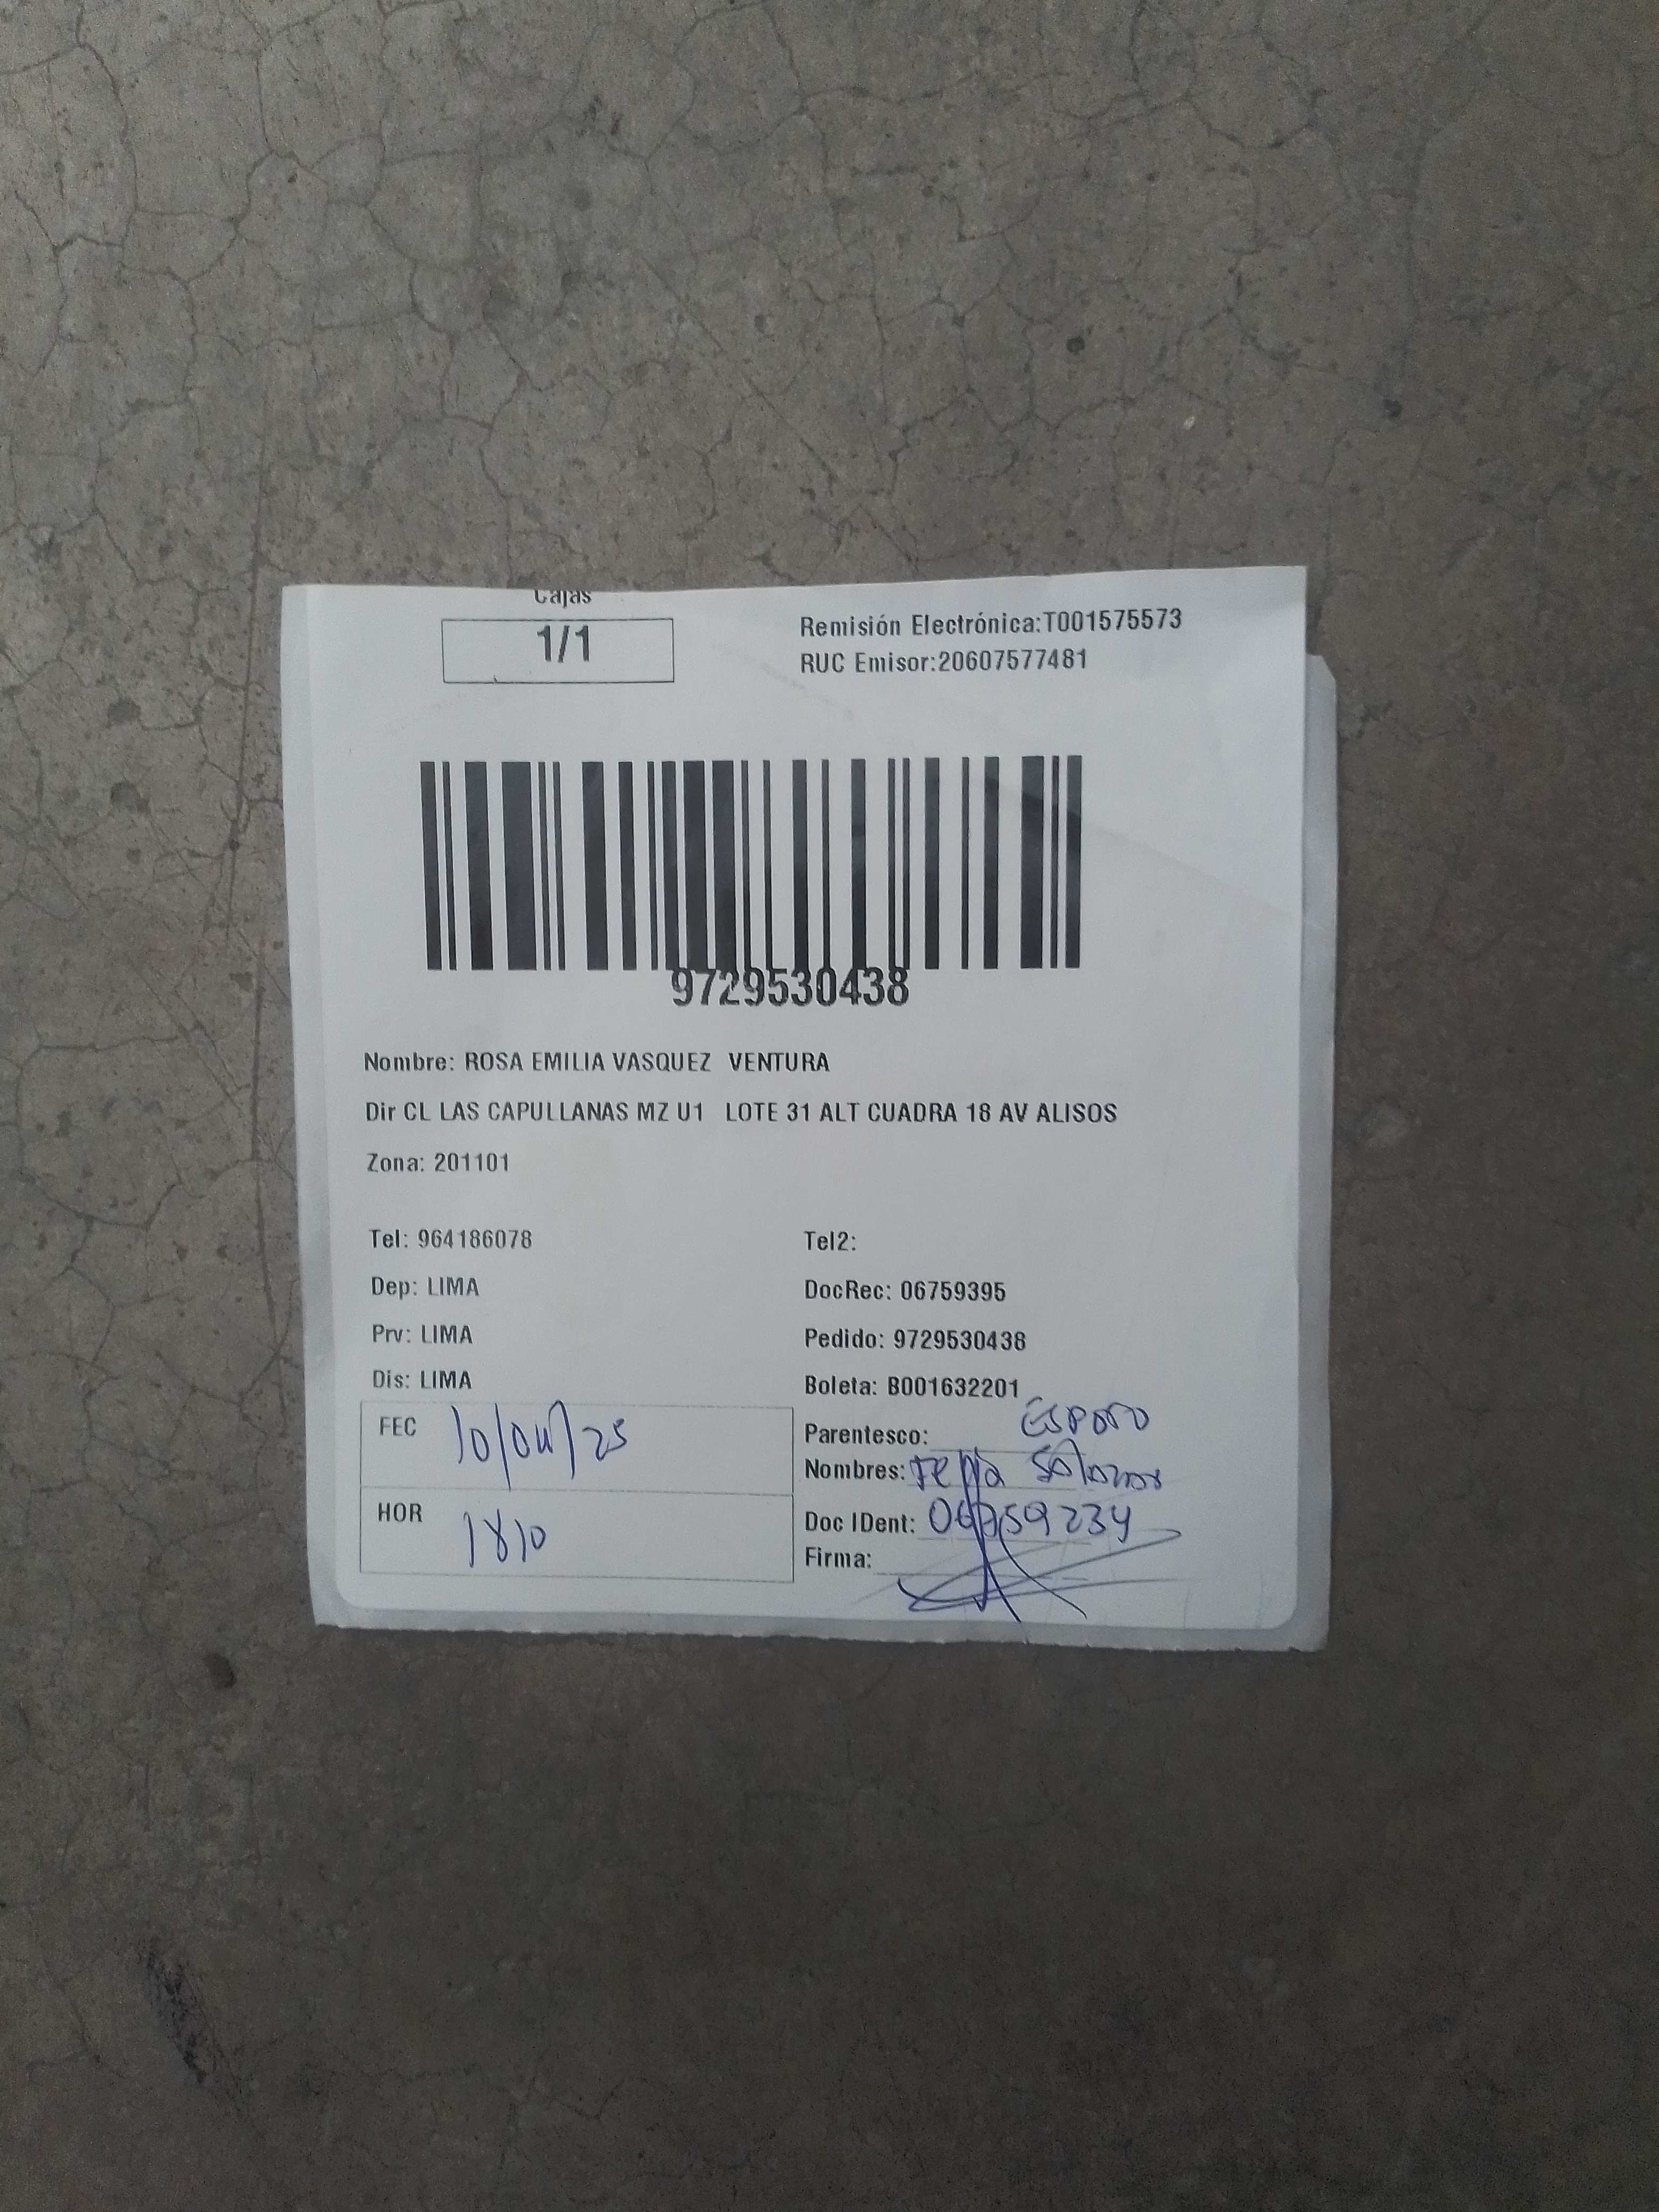 Cajas
1/1
Remisión Electrónica:T001575573
RUC Emisor:20607577481
9729530438
Nombre: ROSA EMILIA VASQUEZ VENTURA
Dir CL LAS CAPULLANAS MZ U1 LOTE 31 ALT CUADRA 18 AV ALISOS
Zona: 201101
Tel: 964186078
Tel2:
Dep: LIMA
DocRec: 06759395
Prv: LIMA
Pedido: 9729530438
Dis: LIMA
Boleta: B001632201
FEC 10/04/25
Parentesco: ESPOSO
Nombres:
HOR 1810
Doc IDent: 06759234
Firma: